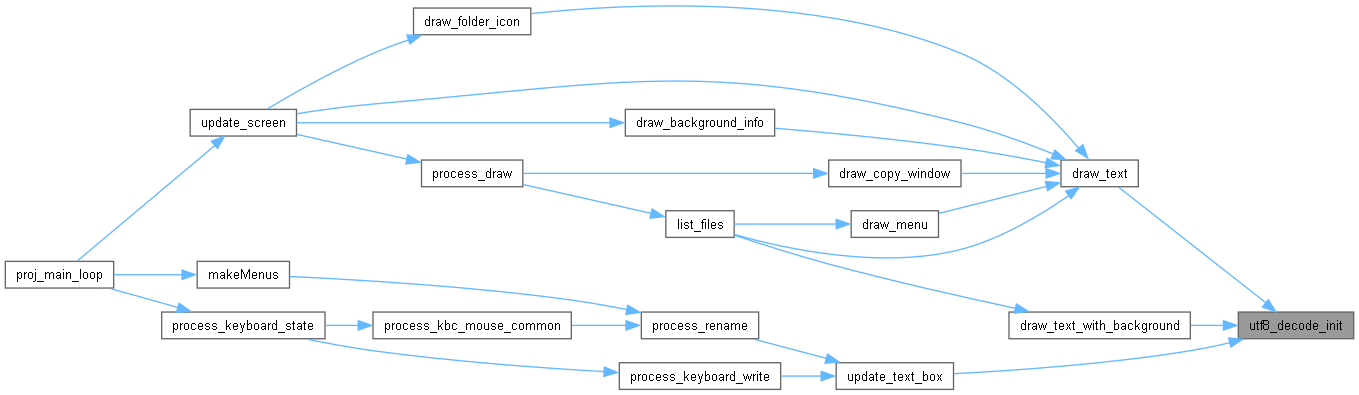 draw_folder_icon
update_screen
draw_background_info
process_draw
draw_copy_window
draw_text
list_files
draw_menu
proj_main_loop
makeMenus
process_keyboard_state
process_kbc_mouse_common
process_rename
draw_text_with_background
utf8_decode_init
process_keyboard_write
update_text_box